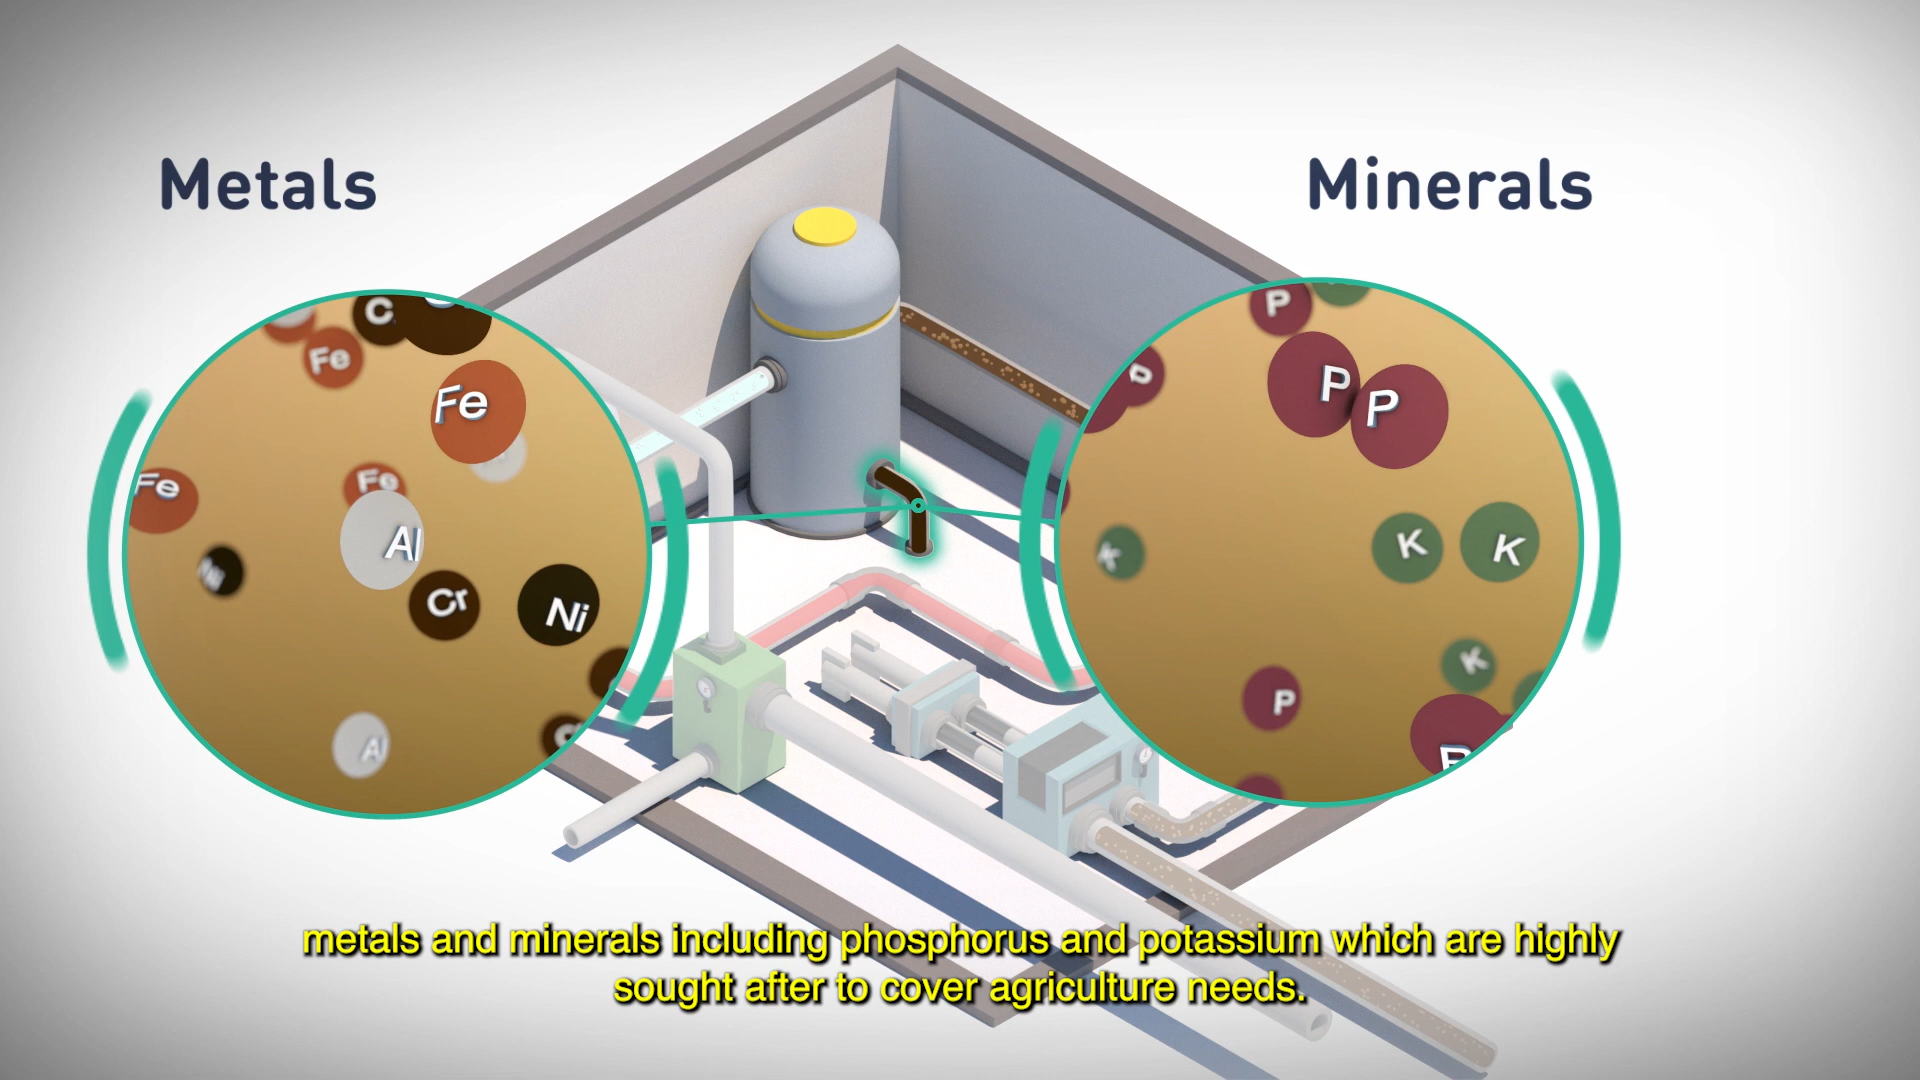 Metals
Minerals
C
Fe
Fe
Fe
Fe
Al
Cr
Ni
Ni
Al
C
P
P
P
P
K
K
K
K
P
P
metals and minerals including phosphorus and potassium which are highly
sought after to cover agriculture needs.